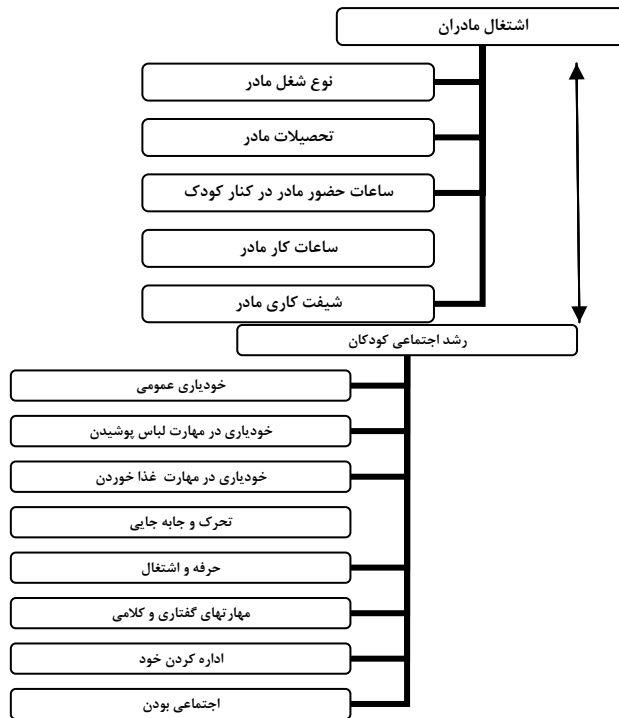 اشتغال مادران
نوع شغل مادر
تحصیلات مادر
ساعات حضور مادر در کنار کودک
ساعات کار مادر
شیفت کاری مادر
رشد اجتماعی کودکان
خودیاری عمومی
خودیاری در مهارت لباس پوشیدن
خودیاری در مهارت غذا خوردن
تحرک و جابه جایی
حرفه و اشتغال
مهارتهای گفتاری و کلامی
اداره کردن خود
اجتماعی بودن